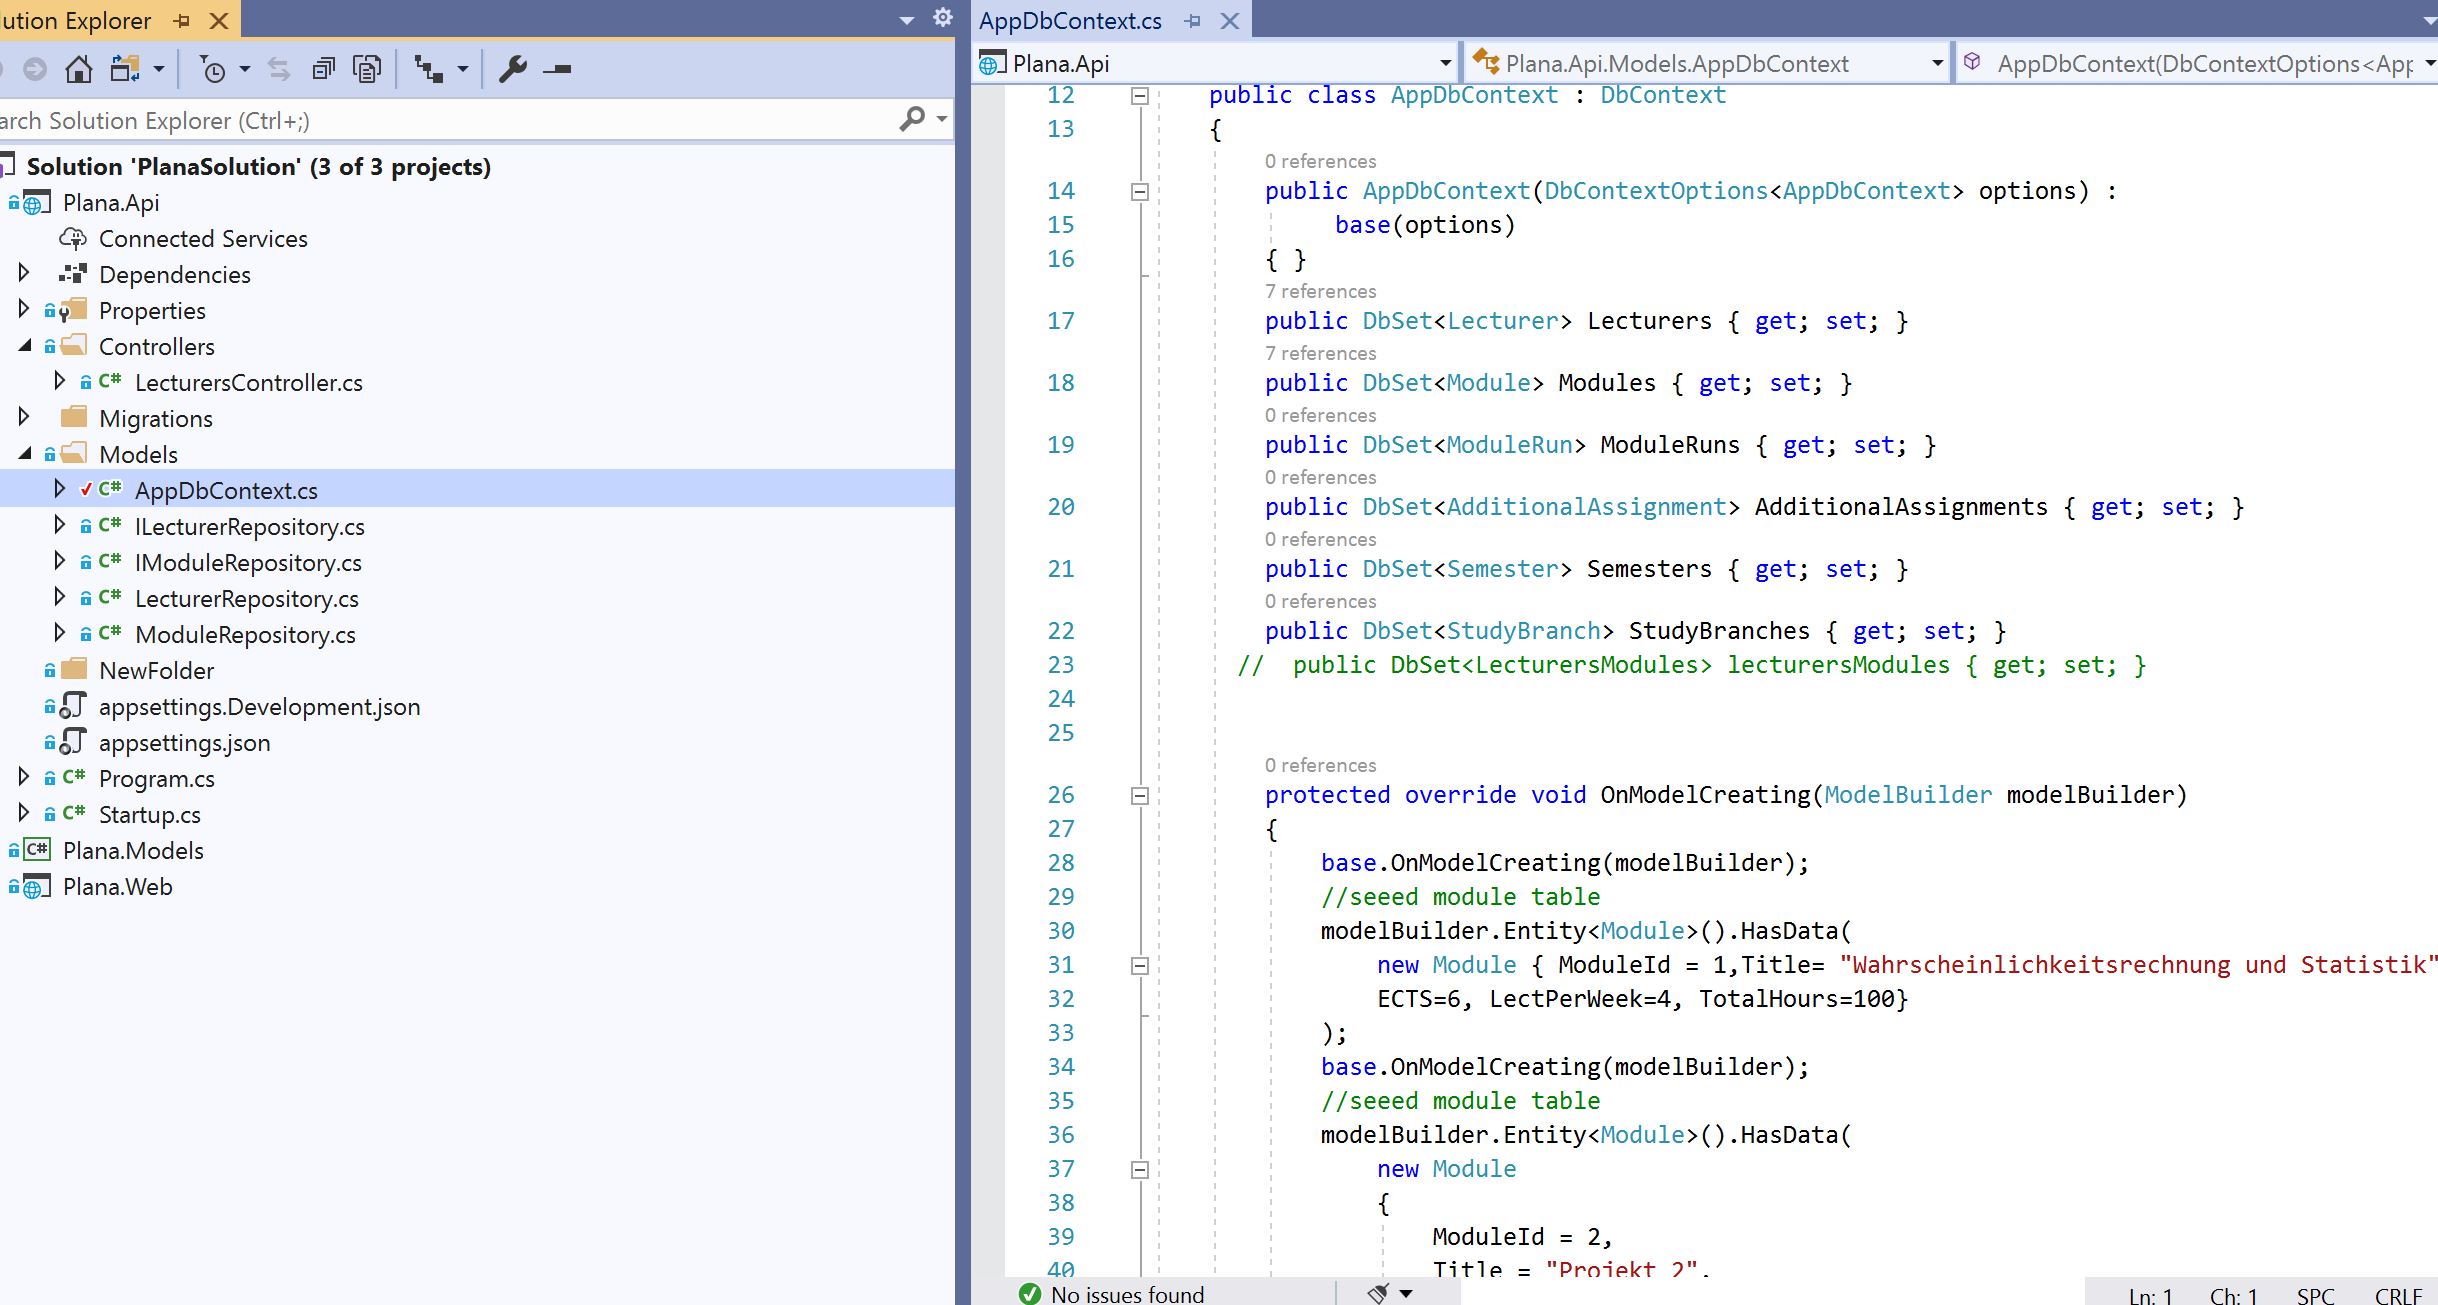 ution Explorer
arch Solution Explorer (Ctrl+;)
Solution 'PlanaSolution' (3 of 3 projects)
Plana.Api
Connected Services
Dependencies
Properties
Controllers
C# LecturersController.cs
Migrations
Models
C# AppDbContext.cs
C# ILecturerRepository.cs
C# IModuleRepository.cs
C# LecturerRepository.cs
C# ModuleRepository.cs
NewFolder
appsettings.Development.json
appsettings.json
C# Program.cs
C# Startup.cs
C# Plana.Models
Plana.Web
AppDbContext.cs
Plana.Api
Plana.Api.Models.AppDbContext
AppDbContext(DbContextOptions<App
12 public class AppDbContext : DbContext
13 {
0 references
14 public AppDbContext(DbContextOptions<AppDbContext> options) :
15 base(options)
16 { }
7 references
17 public DbSet<Lecturer> Lecturers { get; set; }
7 references
18 public DbSet<Module> Modules { get; set; }
0 references
19 public DbSet<ModuleRun> ModuleRuns { get; set; }
0 references
20 public DbSet<AdditionalAssignment> AdditionalAssignments { get; set; }
0 references
21 public DbSet<Semester> Semesters { get; set; }
0 references
22 public DbSet<StudyBranch> StudyBranches { get; set; }
23 // public DbSet<LecturersModules> lecturersModules { get; set; }
24
25
0 references
26 protected override void OnModelCreating(ModelBuilder modelBuilder)
27 {
28 base.OnModelCreating(modelBuilder);
29 //seeed module table
30 modelBuilder.Entity<Module>().HasData(
31 new Module { ModuleId = 1,Title= "Wahrscheinlichkeitsrechnung und Statistik"
32 ECTS=6, LectPerWeek=4, TotalHours=100}
33 );
34 base.OnModelCreating(modelBuilder);
35 //seeed module table
36 modelBuilder.Entity<Module>().HasData(
37 new Module
38 {
39 ModuleId = 2,
40 Title = "Projekt 2",
No issues found
Ln: 1 Ch: 1 SPC CRLF